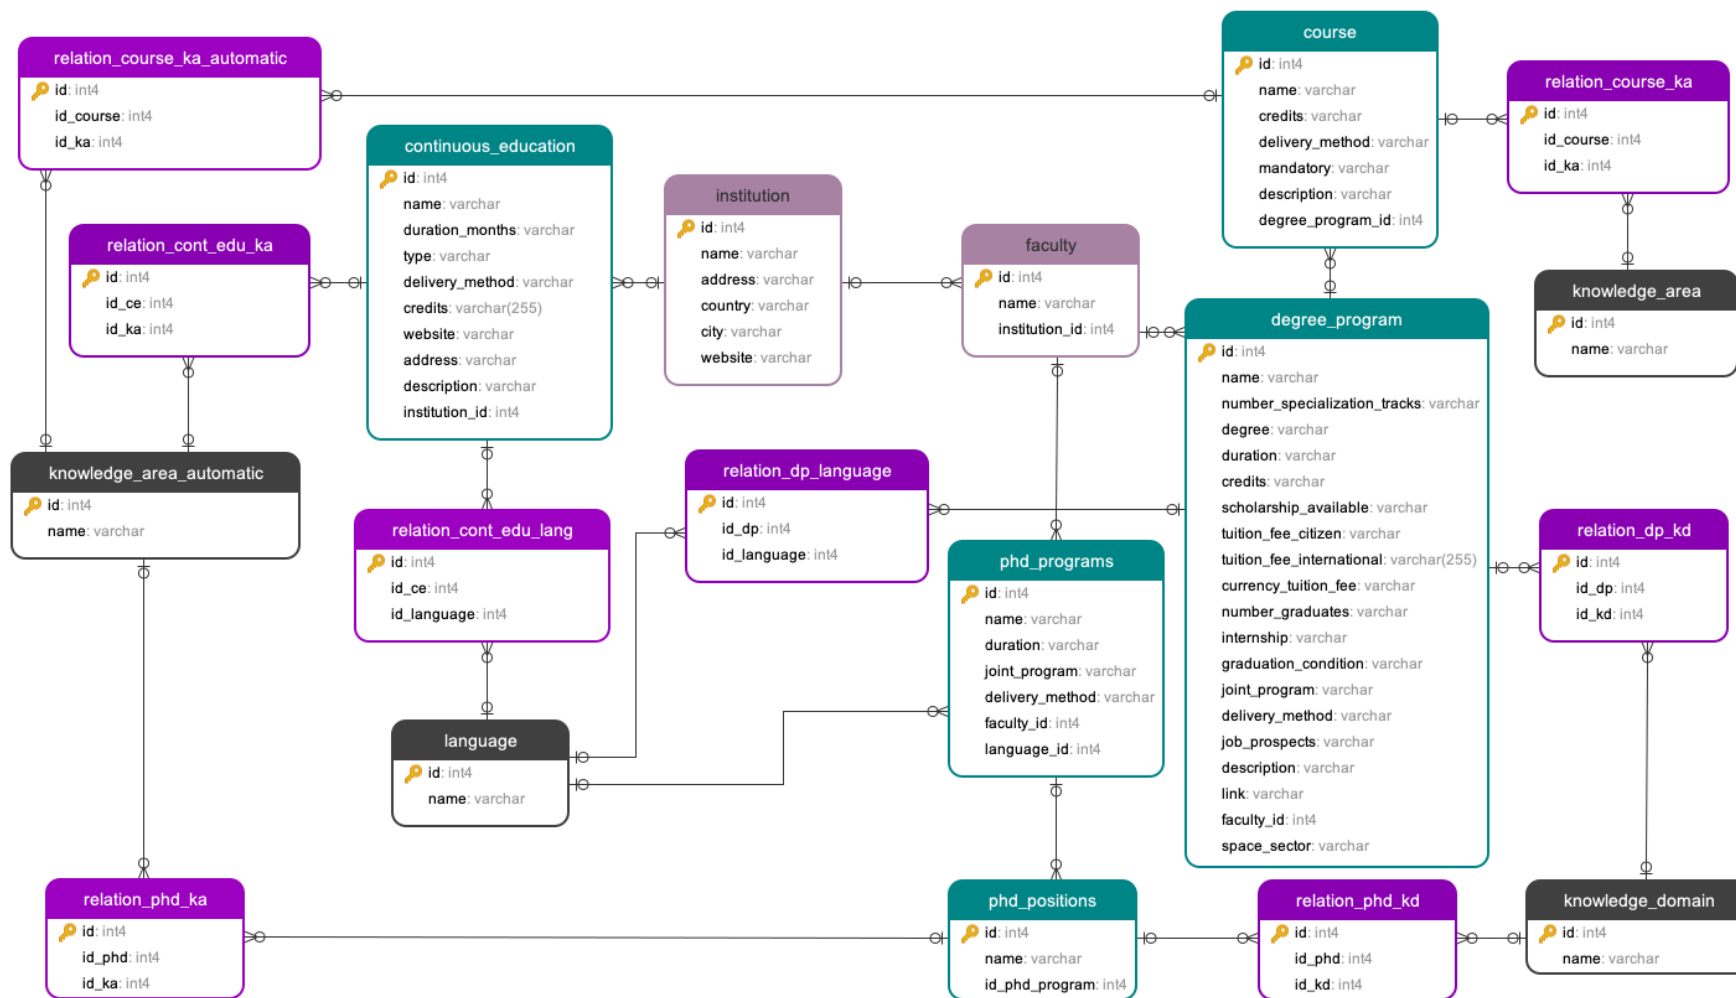 relation_course_ka_automatic
id: int4
id_course: int4
id_ka: int4
course
id: int4
name: varchar
credits: varchar
delivery_method: varchar
mandatory: varchar
description: varchar
degree_program_id: int4
relation_course_ka
id: int4
id_course: int4
id_ka: int4
continuous_education
id: int4
name: varchar
duration_months: varchar
type: varchar
delivery_method: varchar
credits: varchar(255)
website: varchar
address: varchar
description: varchar
institution_id: int4
institution
id: int4
name: varchar
address: varchar
country: varchar
city: varchar
website: varchar
faculty
id: int4
name: varchar
institution_id: int4
relation_cont_edu_ka
id: int4
id_ce: int4
id_ka: int4
knowledge_area
id: int4
name: varchar
degree_program
id: int4
name: varchar
number_specialization_tracks: varchar
degree: varchar
duration: varchar
credits: varchar
scholarship_available: varchar
tuition_fee_citizen: varchar
tuition_fee_international: varchar(255)
currency_tuition_fee: varchar
number_graduates: varchar
internship: varchar
graduation_condition: varchar
joint_program: varchar
delivery_method: varchar
job_prospects: varchar
description: varchar
link: varchar
faculty_id: int4
space_sector: varchar
knowledge_area_automatic
id: int4
name: varchar
relation_dp_language
id: int4
id_dp: int4
id_language: int4
relation_cont_edu_lang
id: int4
id_ce: int4
id_language: int4
relation_dp_kd
id: int4
id_dp: int4
id_kd: int4
phd_programs
id: int4
name: varchar
duration: varchar
joint_program: varchar
delivery_method: varchar
faculty_id: int4
language_id: int4
language
id: int4
name: varchar
relation_phd_ka
id: int4
id_phd: int4
id_ka: int4
phd_positions
id: int4
name: varchar
id_phd_program: int4
relation_phd_kd
id: int4
id_phd: int4
id_kd: int4
knowledge_domain
id: int4
name: varchar